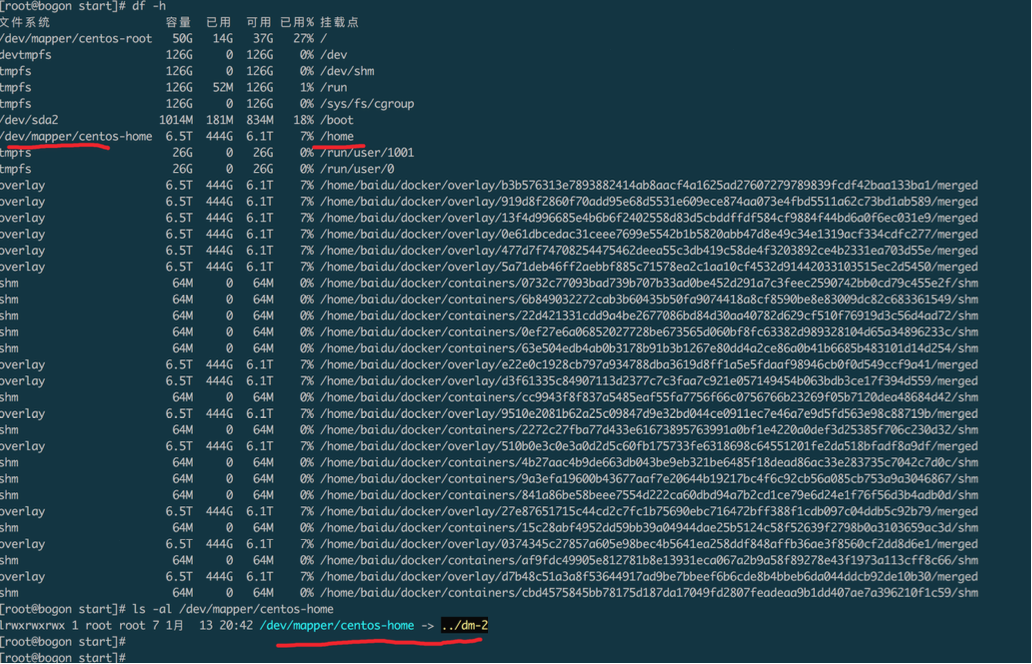 [root@bogon start]# df -h
文件系统 容量 已用 可用 已用% 挂载点
/dev/mapper/centos-root 50G 14G 37G 27% /
devtmpfs 126G 0 126G 0% /dev
tmpfs 126G 0 126G 0% /dev/shm
tmpfs 126G 52M 126G 1% /run
tmpfs 126G 0 126G 0% /sys/fs/cgroup
/dev/sda2 1014M 181M 834M 18% /boot
/dev/mapper/centos-home 6.5T 444G 6.1T 7% /home
tmpfs 26G 0 26G 0% /run/user/1001
tmpfs 26G 0 26G 0% /run/user/0
overlay 6.5T 444G 6.1T 7% /home/baidu/docker/overlay/b3b576313e7893882414ab8aacf4a1625ad27607279789839fcdf42baa133ba1/merged
overlay 6.5T 444G 6.1T 7% /home/baidu/docker/overlay/919d8f2860f70add95e68d5531e609ece874aa073e4fbd5511a62c73bd1ab589/merged
overlay 6.5T 444G 6.1T 7% /home/baidu/docker/overlay/13f4d996685e4b6b6f2402558d83d5cbddffdf584cf9884f44bd6a0f6ec031e9/merged
overlay 6.5T 444G 6.1T 7% /home/baidu/docker/overlay/0e61dbcedac31ceee7699e5542b1b5820abb47d8e49c34e1319acf334cdfc277/merged
overlay 6.5T 444G 6.1T 7% /home/baidu/docker/overlay/477d7f74708254475462deea55c3db419c58de4f3203892ce4b2331ea703d55e/merged
overlay 6.5T 444G 6.1T 7% /home/baidu/docker/overlay/5a71deb46ff2aebbf885c71578ea2c1aa10cf4532d91442033103515ec2d5450/merged
shm 64M 0 64M 0% /home/baidu/docker/containers/0732c77093bad739b707b33ad0be452d291a7c3feec2590742bb0cd79c455e2f/shm
shm 64M 0 64M 0% /home/baidu/docker/containers/6b849032272cab3b60435b50fa9074418a8cf8590be8e83009dc82c683361549/shm
shm 64M 0 64M 0% /home/baidu/docker/containers/22d421331cdd9a4be2677086bd84d30aa40782d629cf510f76919d3c56d4ad72/shm
shm 64M 0 64M 0% /home/baidu/docker/containers/0ef27e6a06852027728be673565d060bf8fc63382d989328104d65a34896233c/shm
shm 64M 0 64M 0% /home/baidu/docker/containers/63e504edb4ab0b3178b91b3b1267e80dd4a2ce86a0b41b6685b483101d14d254/shm
overlay 6.5T 444G 6.1T 7% /home/baidu/docker/overlay/e22e0c1928cb797a934788dba3619d8ff1a5e5fdaaf98946cb0f0d549ccf9a41/merged
overlay 6.5T 444G 6.1T 7% /home/baidu/docker/overlay/d3f61335c84907113d2377c7c3faa7c921e057149454b063bdb3ce17f394d559/merged
shm 64M 0 64M 0% /home/baidu/docker/containers/cc9943f8f837a5485eaf55fa7756f66c0756766b23269f05b7120dea48684d42/shm
overlay 6.5T 444G 6.1T 7% /home/baidu/docker/overlay/9510e2081b62a25c09847d9e32bd044ce0911ec7e46a7e9d5fd563e98c88719b/merged
shm 64M 0 64M 0% /home/baidu/docker/containers/2272c27fba77d433e61673895763991a0bf1e4220a0def3d25385f706c230d32/shm
overlay 6.5T 444G 6.1T 7% /home/baidu/docker/overlay/510b0e3c0e3a0d2d5c60fb175733fe6318698c64551201fe2da518bfadf8a9df/merged
shm 64M 0 64M 0% /home/baidu/docker/containers/4b27aac4b9de663db043be9eb321be6485f18dead86ac33e283735c7042c7d0c/shm
shm 64M 0 64M 0% /home/baidu/docker/containers/9a3efa19600b43677aaf7e20644b19217bc4f6c92cb56a085cb753a9a3046867/shm
shm 64M 0 64M 0% /home/baidu/docker/containers/841a86be58beee7554d222ca60dbd94a7b2cd1ce79e6d24e1f76f56d3b4adb0d/shm
overlay 6.5T 444G 6.1T 7% /home/baidu/docker/overlay/27e87651715c44cd2c7fc1b75690ebc716472bff388f1cdb097c04ddb5c92b79/merged
shm 64M 0 64M 0% /home/baidu/docker/containers/15c28abf4952dd59bb39a04944dae25b5124c58f52639f2798b0a3103659ac3d/shm
overlay 6.5T 444G 6.1T 7% /home/baidu/docker/overlay/0374345c27857a605e98bec4b5641ea258ddf848affb36ae3f8560cf2dd8d6e1/merged
shm 64M 0 64M 0% /home/baidu/docker/containers/af9fdc49905e812781b8e13931eca067a2b9a58f89278e43f1973a113cff8c66/shm
overlay 6.5T 444G 6.1T 7% /home/baidu/docker/overlay/d7b48c51a3a8f53644917ad9be7bbeef6b6cde8b4bbeb6da044ddcb92de10b30/merged
shm 64M 0 64M 0% /home/baidu/docker/containers/cbd4575845bb78175d187da17049fd2807feadeaa9b1dd407ae7a396210f1c59/shm
[root@bogon start]# ls -al /dev/mapper/centos-home
lrwxrwxrwx 1 root root 7 1月 13 20:42 /dev/mapper/centos-home -> ../dm-2
[root@bogon start]#
[root@bogon start]#